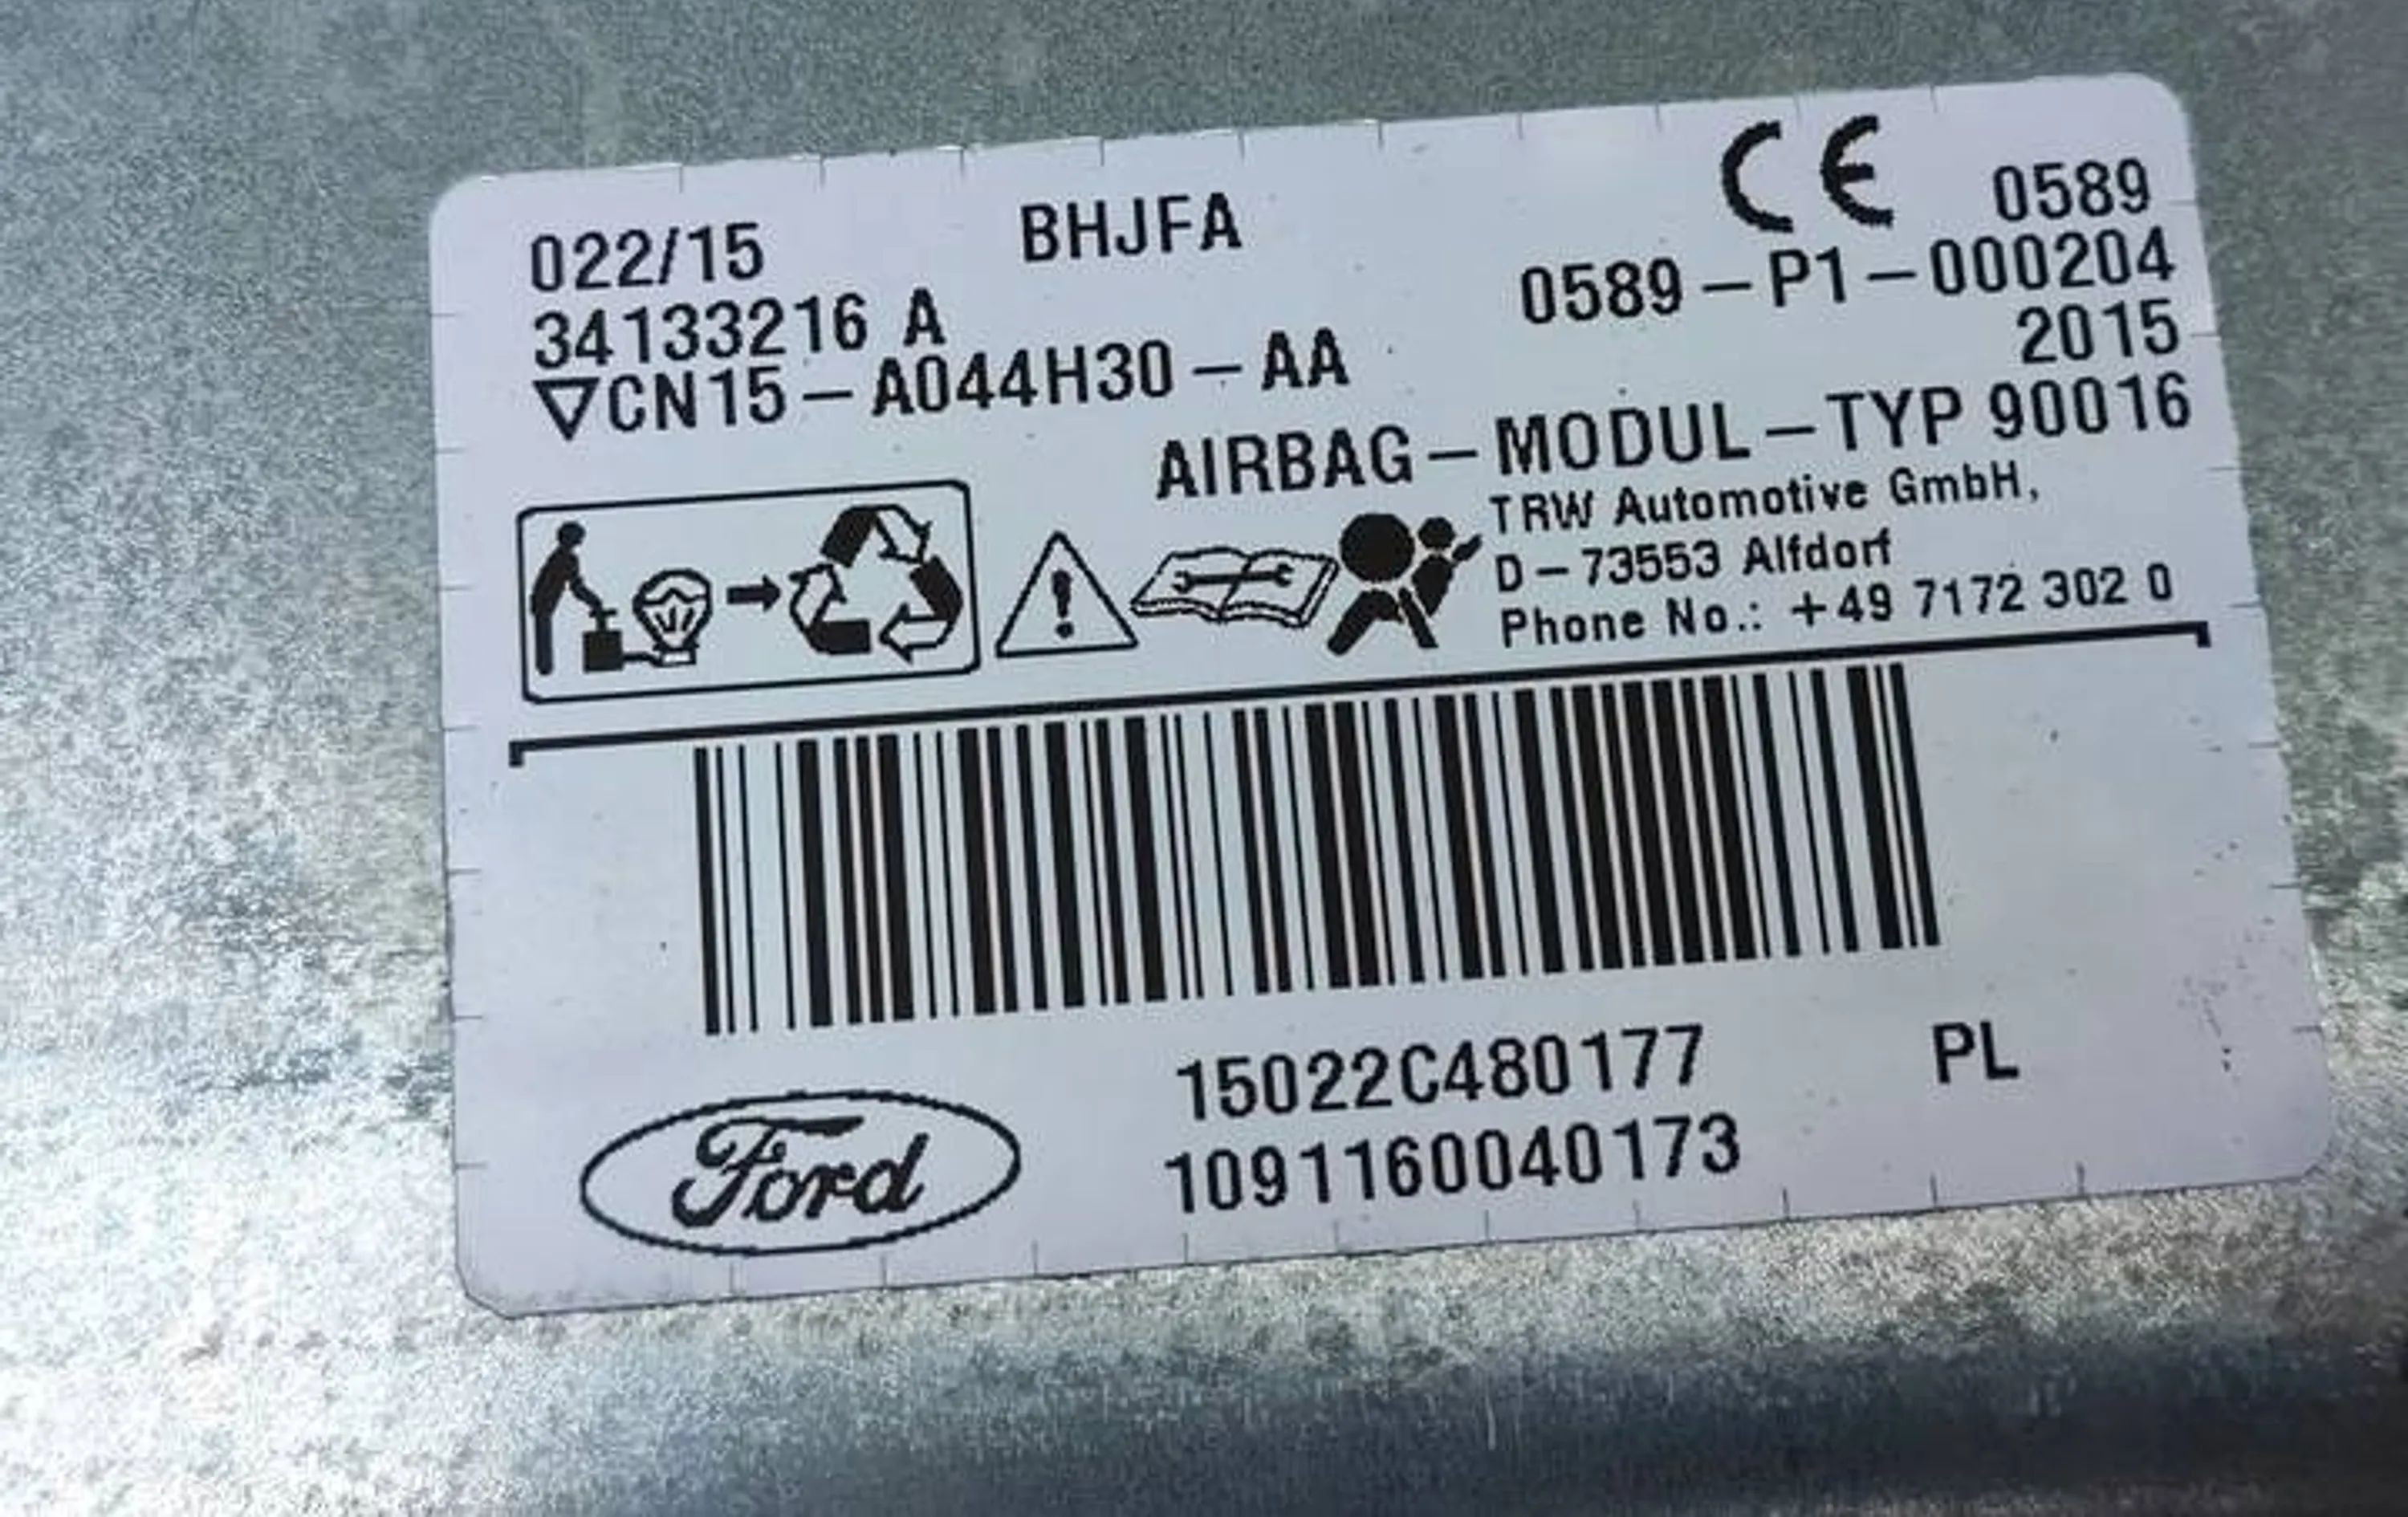 022/15 BHJFA CE 0589
34133216 A 0589-P1-000204
▽CN15-A044H30-AA 2015
AIRBAG-MODUL-TYP 90016
TRW Automotive GmbH,
D-73553 Alfdorf
Phone No.: +49 7172 302 0
15022C480177 PL
1091160040173
Ford